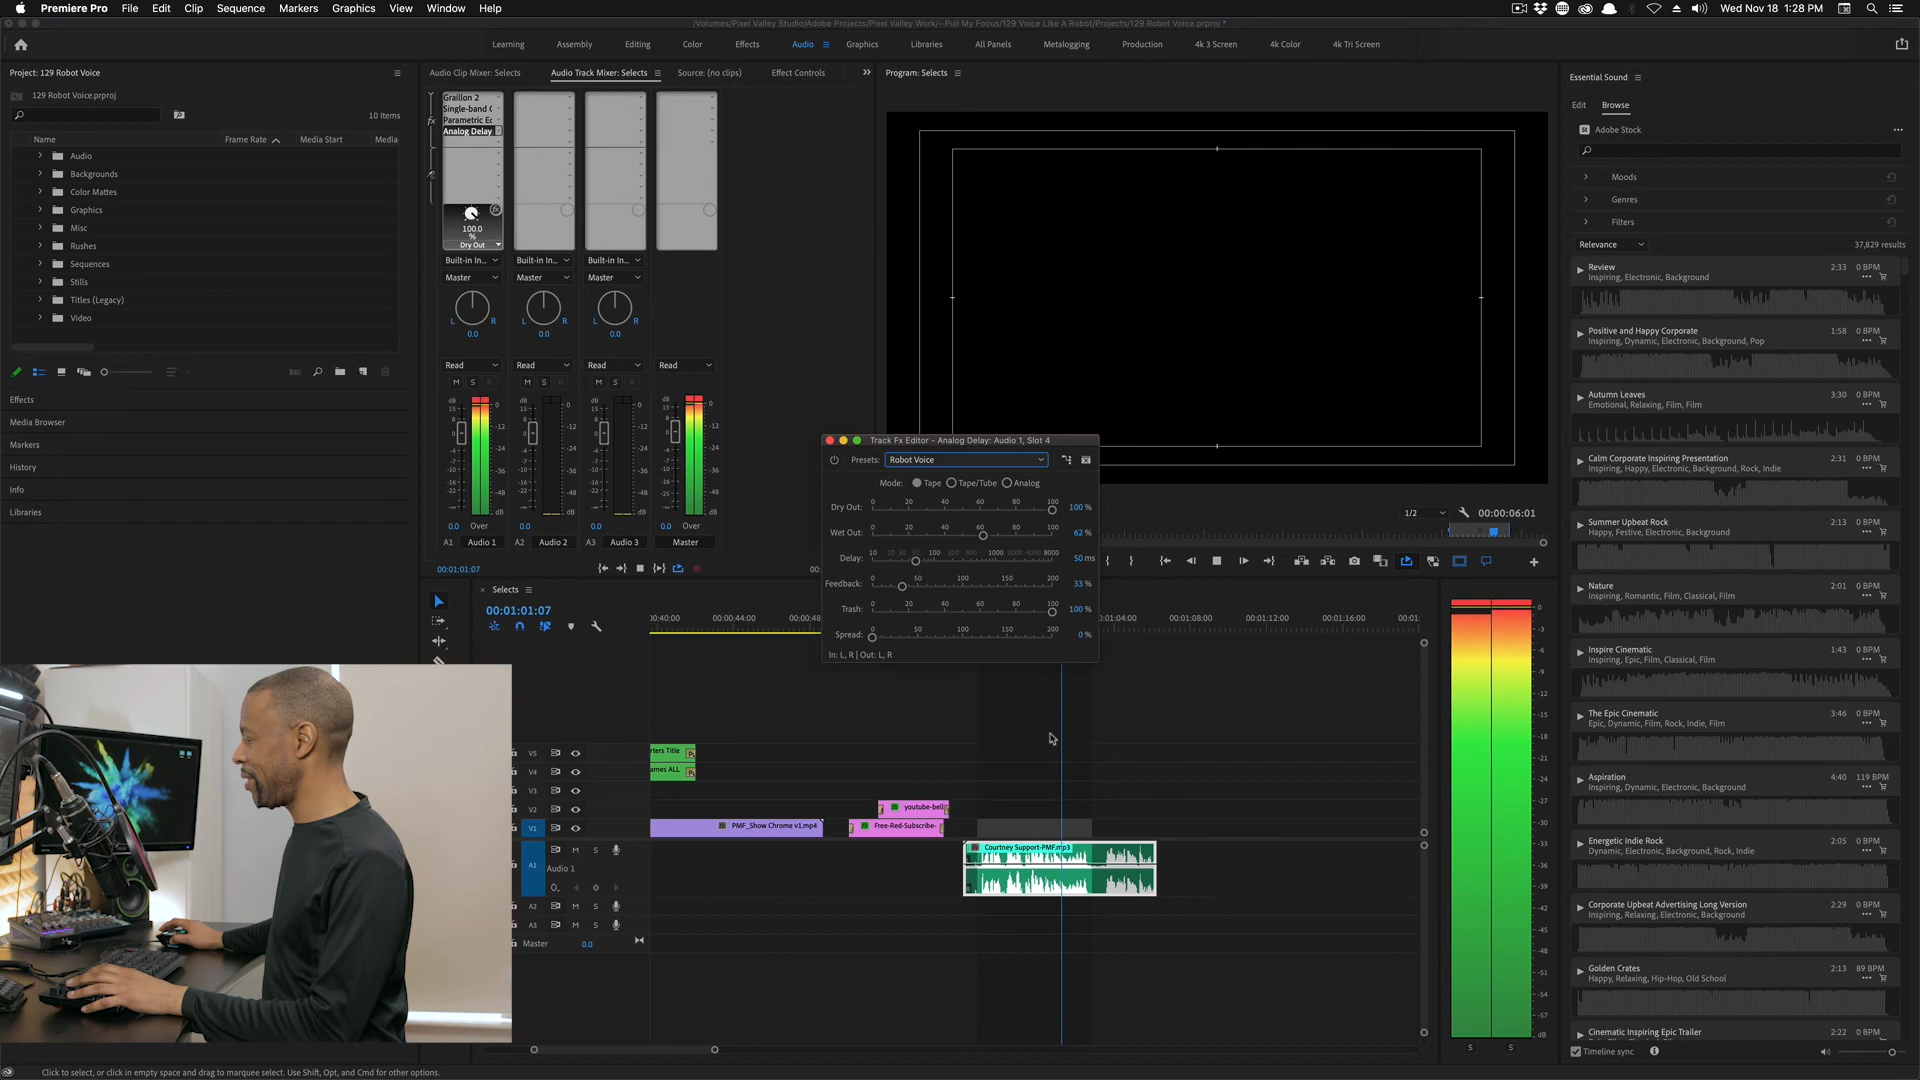 Premiere Pro File Edit Clip Sequence Markers Graphics View Window Help
Wed Nov 18 1:28 PM
/Volumes/Pixel Valley Studio/Adobe Projects/Pixel Valley Work/- Pull My Focus/129 Voice Like A Robot/Projects/129 Robot Voice.prproj *
Learning Assembly Editing Color Effects Audio Graphics Libraries All Panels Metalogging Production 4k 3 Screen 4k Color 4k Tri Screen
Project: 129 Robot Voice
129 Robot Voice.prproj
10 Items
Name Frame Rate Media Start Media
Audio
Backgrounds
Color Mattes
Graphics
Misc
Rushes
Sequences
Stills
Titles (Legacy)
Video
Effects
Media Browser
Markers
History
Info
Libraries
Audio Clip Mixer: Selects Audio Track Mixer: Selects Source: (no clips) Effect Controls
Graillon 2
Single-band C
Parametric Ec
Analog Delay
100.0
%
Dry Out
Built-in In... Built-in In... Built-in In...
Master Master Master
L R L R L R
0.0 0.0 0.0
Read Read Read Read
M S R M S R M S R
0.0 Over 0.0 0.0 0.0 Over
A1 Audio 1 A2 Audio 2 A3 Audio 3 Master
00:01:01:07
Program: Selects
1/2 00:00:06:01
Track Fx Editor - Analog Delay: Audio 1, Slot 4
Presets: Robot Voice
Mode: Tape Tape/Tube Analog
0 20 40 60 80 100
Dry Out: 100 %
0 20 40 60 80 100
Wet Out: 62 %
10 20 30 50 100 1000 8000
Delay: 50 ms
0 50 100 150 200
Feedback: 33 %
0 20 40 60 80 100
Trash: 100 %
0 50 100 150 200
Spread: 0 %
In: L, R | Out: L, R
Selects
00:01:01:07
:00:40:00 00:00:44:00 00:00:48 :01:04:00 00:01:08:00 00:01:12:00 00:01:16:00 00:01:
V5 rters Title
V4 ames ALL
V3
V2 youtube-bell
V1 PMF_Show Chrome v1.mp4 Free-Red-Subscribe-
A1 M S Courtney Support-PMF.mp3
Audio 1
A2 M S
A3 M S
Master 0.0
0
-3
-6
-9
-12
-15
-18
-21
-24
-27
-30
-33
-36
-39
-42
-45
-48
-51
-54
-57
dB
S S
Essential Sound
Edit Browse
St Adobe Stock
Moods
Genres
Filters
Relevance 37,829 results
Review 2:33 0 BPM
Inspiring, Electronic, Background
Positive and Happy Corporate 1:58 0 BPM
Inspiring, Dynamic, Electronic, Background, Pop
Autumn Leaves 3:30 0 BPM
Emotional, Relaxing, Film, Film
Calm Corporate Inspiring Presentation 2:31 0 BPM
Inspiring, Happy, Electronic, Background, Rock, Indie
Summer Upbeat Rock 2:13 0 BPM
Happy, Festive, Electronic, Background
Nature 2:01 0 BPM
Inspiring, Romantic, Film, Classical, Film
Inspire Cinematic 1:43 0 BPM
Inspiring, Epic, Film, Classical, Film
The Epic Cinematic 3:46 0 BPM
Epic, Dynamic, Film, Rock, Indie, Film
Aspiration 4:40 119 BPM
Inspiring, Dynamic, Electronic, Background
Energetic Indie Rock 2:05 0 BPM
Dynamic, Electronic, Background, Rock, Indie
Corporate Upbeat Advertising Long Version 2:29 0 BPM
Inspiring, Relaxing, Electronic, Background
Golden Crates 2:13 89 BPM
Happy, Relaxing, Hip-Hop, Old School
Cinematic Inspiring Epic Trailer 2:22 0 BPM
Timeline sync
Click to select, or click in empty space and drag to marquee select. Use Shift, Opt, and Cmd for other options.